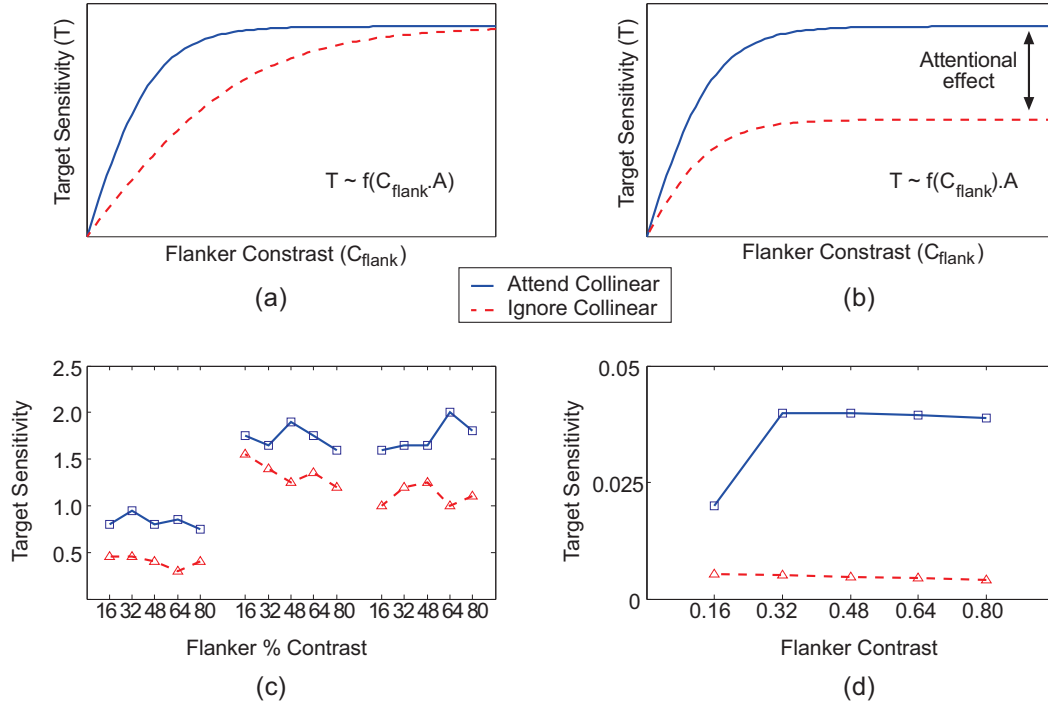 Target Sensitivity (T)
T ~ f(C_flank.A)
Flanker Constrast (C_flank)
(a)
Target Sensitivity (T)
Attentional
effect
T ~ f(C_flank).A
Flanker Constrast (C_flank)
(b)
Attend Collinear
Ignore Collinear
Target Sensitivity
2.5
2.0
1.5
1.0
0.5
16 32 48 64 80 16 32 48 64 80 16 32 48 64 80
Flanker % Contrast
(c)
Target Sensitivity
0.05
0.025
0
0.16 0.32 0.48 0.64 0.80
Flanker Contrast
(d)